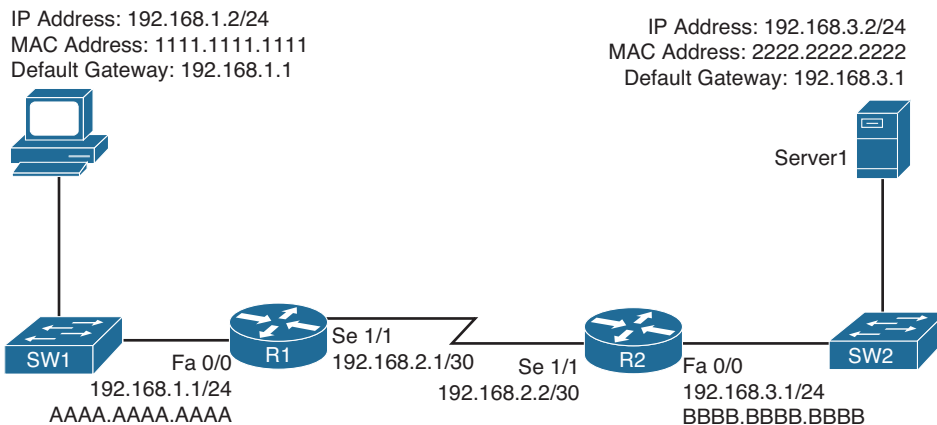 IP Address: 192.168.1.2/24
MAC Address: 1111.1111.1111
Default Gateway: 192.168.1.1
IP Address: 192.168.3.2/24
MAC Address: 2222.2222.2222
Default Gateway: 192.168.3.1
Server1
SW1
Fa 0/0
192.168.1.1/24
AAAA.AAAA.AAAA
R1
Se 1/1
192.168.2.1/30
Se 1/1
192.168.2.2/30
R2
Fa 0/0
192.168.3.1/24
BBBB.BBBB.BBBB
SW2